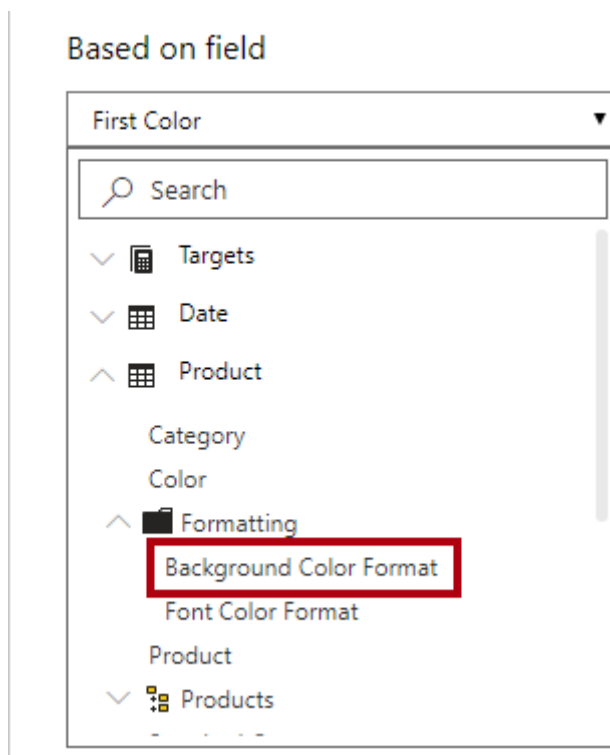 Based on field
First Color
Search
Targets
Date
Product
Category
Color
Formatting
Background Color Format
Font Color Format
Product
Products